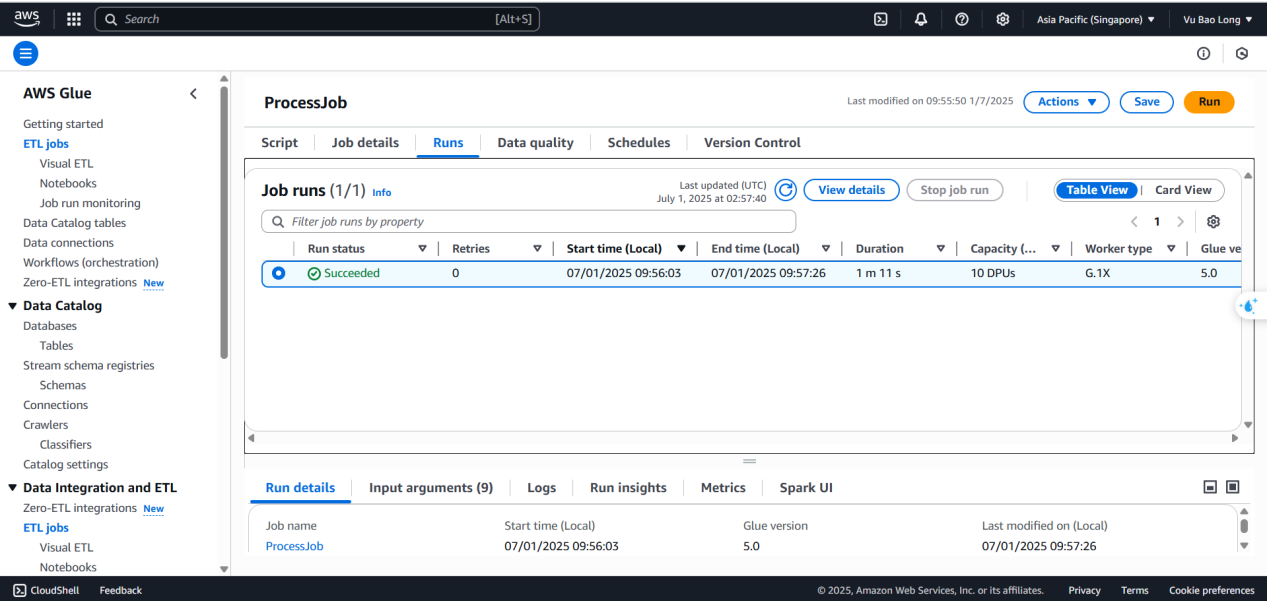 aws Search [Alt+S] Asia Pacific (Singapore) Vu Bao Long
AWS Glue
Getting started
ETL jobs
Visual ETL
Notebooks
Job run monitoring
Data Catalog tables
Data connections
Workflows (orchestration)
Zero-ETL integrations New
Data Catalog
Databases
Tables
Stream schema registries
Schemas
Connections
Crawlers
Classifiers
Catalog settings
Data Integration and ETL
Zero-ETL integrations New
ETL jobs
Visual ETL
Notebooks
ProcessJob
Last modified on 09:55:50 1/7/2025 Actions Save Run
Script Job details Runs Data quality Schedules Version Control
Job runs (1/1) Info
Last updated (UTC)
July 1, 2025 at 02:57:40
View details Stop job run Table View Card View
Filter job runs by property
1
Run status Retries Start time (Local) End time (Local) Duration Capacity (... Worker type Glue ve
Succeeded 0 07/01/2025 09:56:03 07/01/2025 09:57:26 1 m 11 s 10 DPUs G.1X 5.0
Run details Input arguments (9) Logs Run insights Metrics Spark UI
Job name Start time (Local) Glue version Last modified on (Local)
ProcessJob 07/01/2025 09:56:03 5.0 07/01/2025 09:57:26
CloudShell Feedback © 2025, Amazon Web Services, Inc. or its affiliates. Privacy Terms Cookie preferences